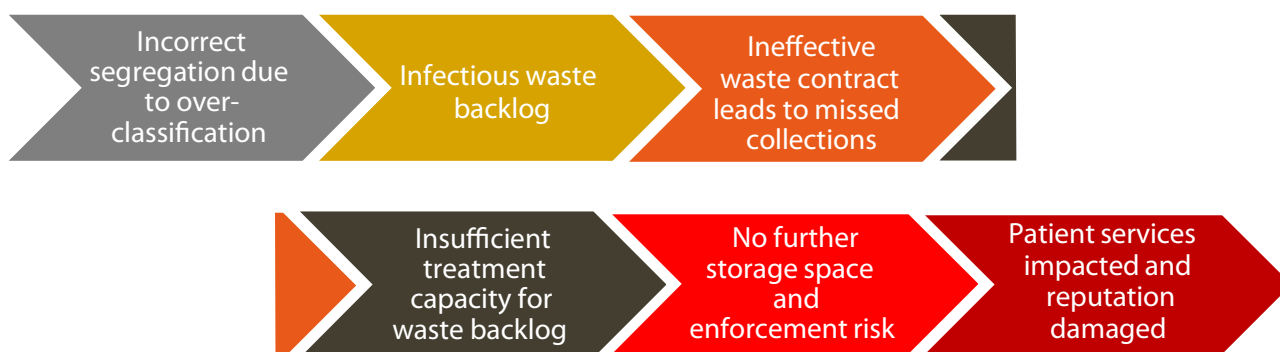 Incorrect
segregation due
to over-
classification
Infectious waste
backlog
Ineffective
waste contract
leads to missed
collections
Insufficient
treatment
capacity for
waste backlog
No further
storage space
and
enforcement risk
Patient services
impacted and
reputation
damaged